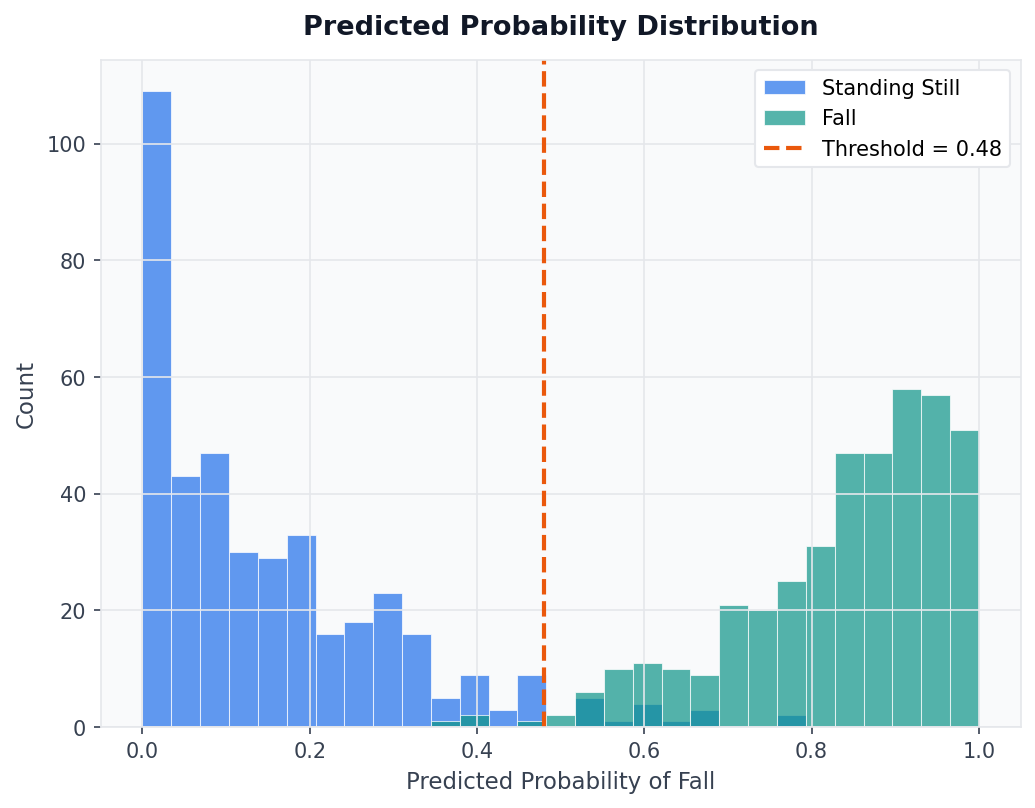 Predicted Probability Distribution
Standing Still
Fall
Threshold = 0.48
Count
100
80
60
40
20
0
0.0 0.2 0.4 0.6 0.8 1.0
Predicted Probability of Fall